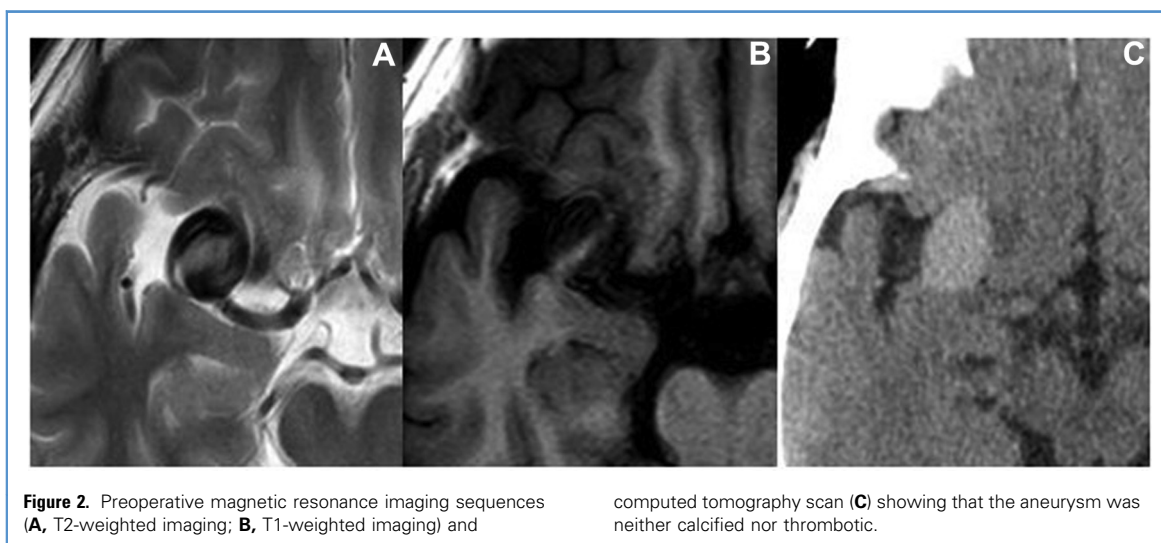 A
B
C
Figure 2. Preoperative magnetic resonance imaging sequences
(A, T2-weighted imaging; B, T1-weighted imaging) and
computed tomography scan (C) showing that the aneurysm was
neither calcified nor thrombotic.